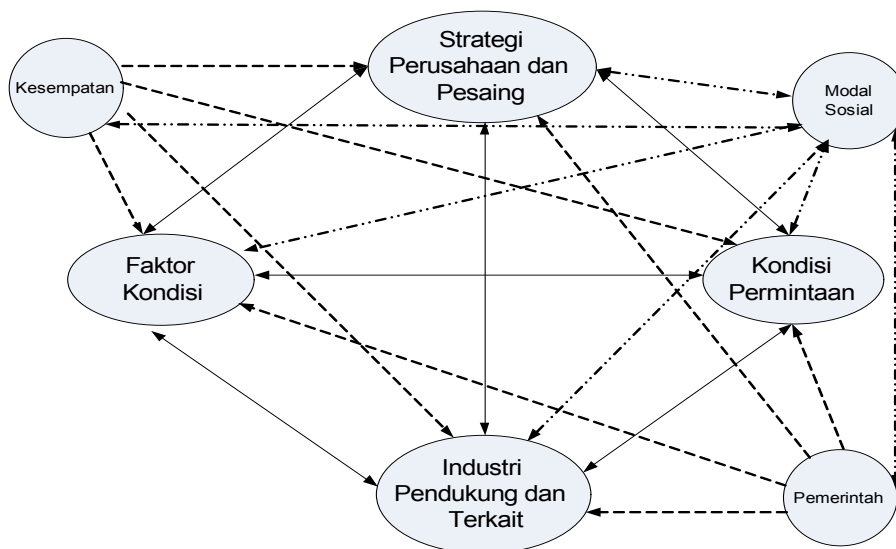 Strategi
Perusahaan dan
Pesaing
Kesempatan
Modal
Sosial
Faktor
Kondisi
Kondisi
Permintaan
Industri
Pendukung dan
Terkait
Pemerintah